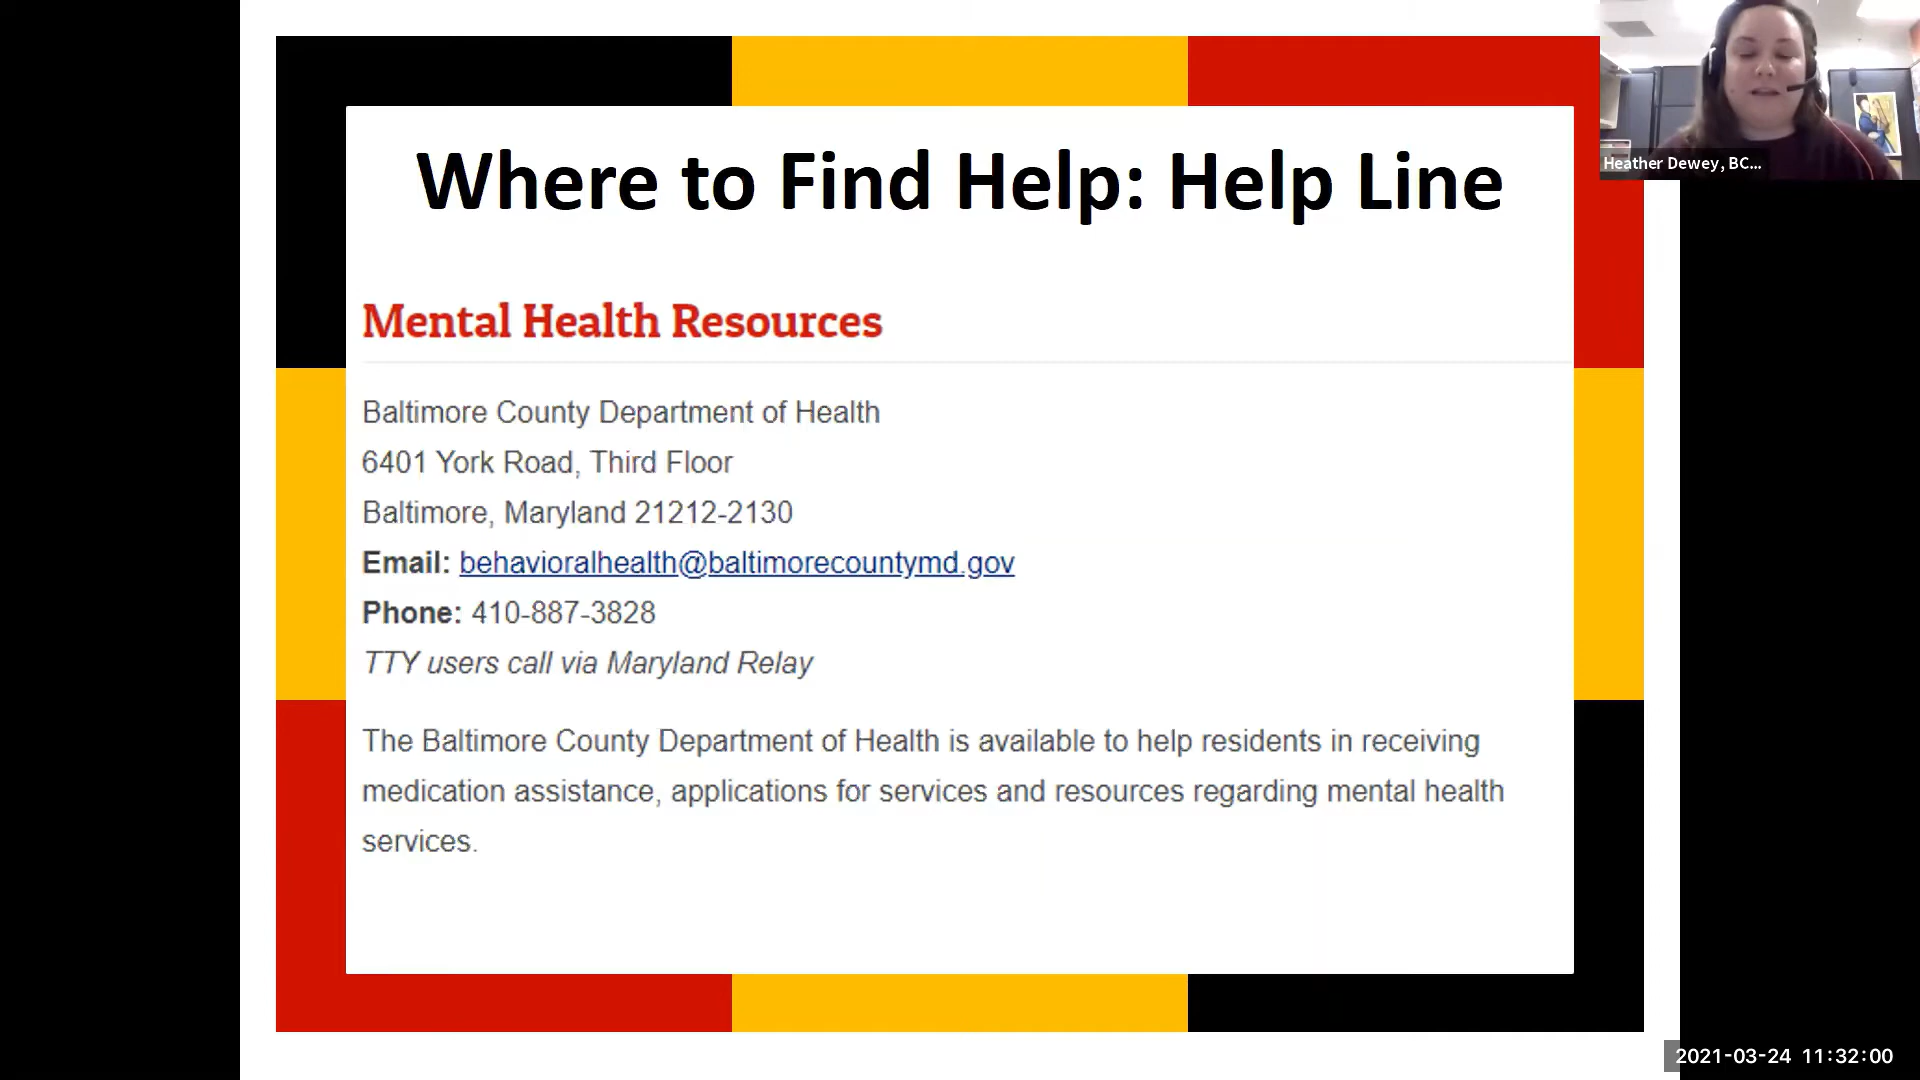 Where to Find Help: Help Line
Heather Dewey, BC...
Mental Health Resources
Baltimore County Department of Health
6401 York Road, Third Floor
Baltimore, Maryland 21212-2130
Email: behavioralhealth@baltimorecountymd.gov
Phone: 410-887-3828
TTY users call via Maryland Relay
The Baltimore County Department of Health is available to help residents in receiving
medication assistance, applications for services and resources regarding mental health
services.
2021-03-24 11:32:00